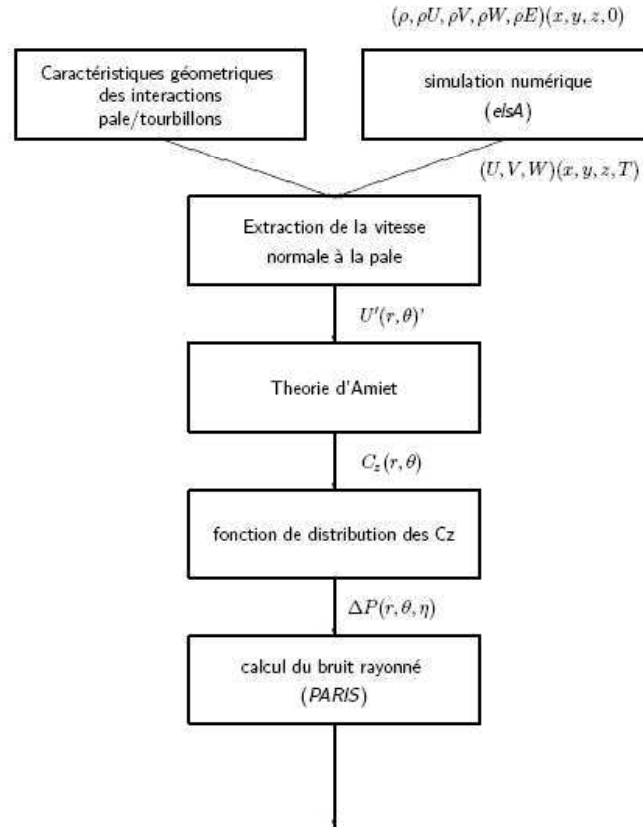 (ρ, ρU, ρV, ρW, ρE)(x, y, z, 0)
Caractéristiques géometriques
des interactions
pale/tourbillons
simulation numérique
(elsA)
(U, V, W)(x, y, z, T)
Extraction de la vitesse
normale à la pale
U'(r, θ)'
Theorie d'Amiet
C_z(r, θ)
fonction de distribution des Cz
ΔP(r, θ, η)
calcul du bruit rayonné
(PARIS)